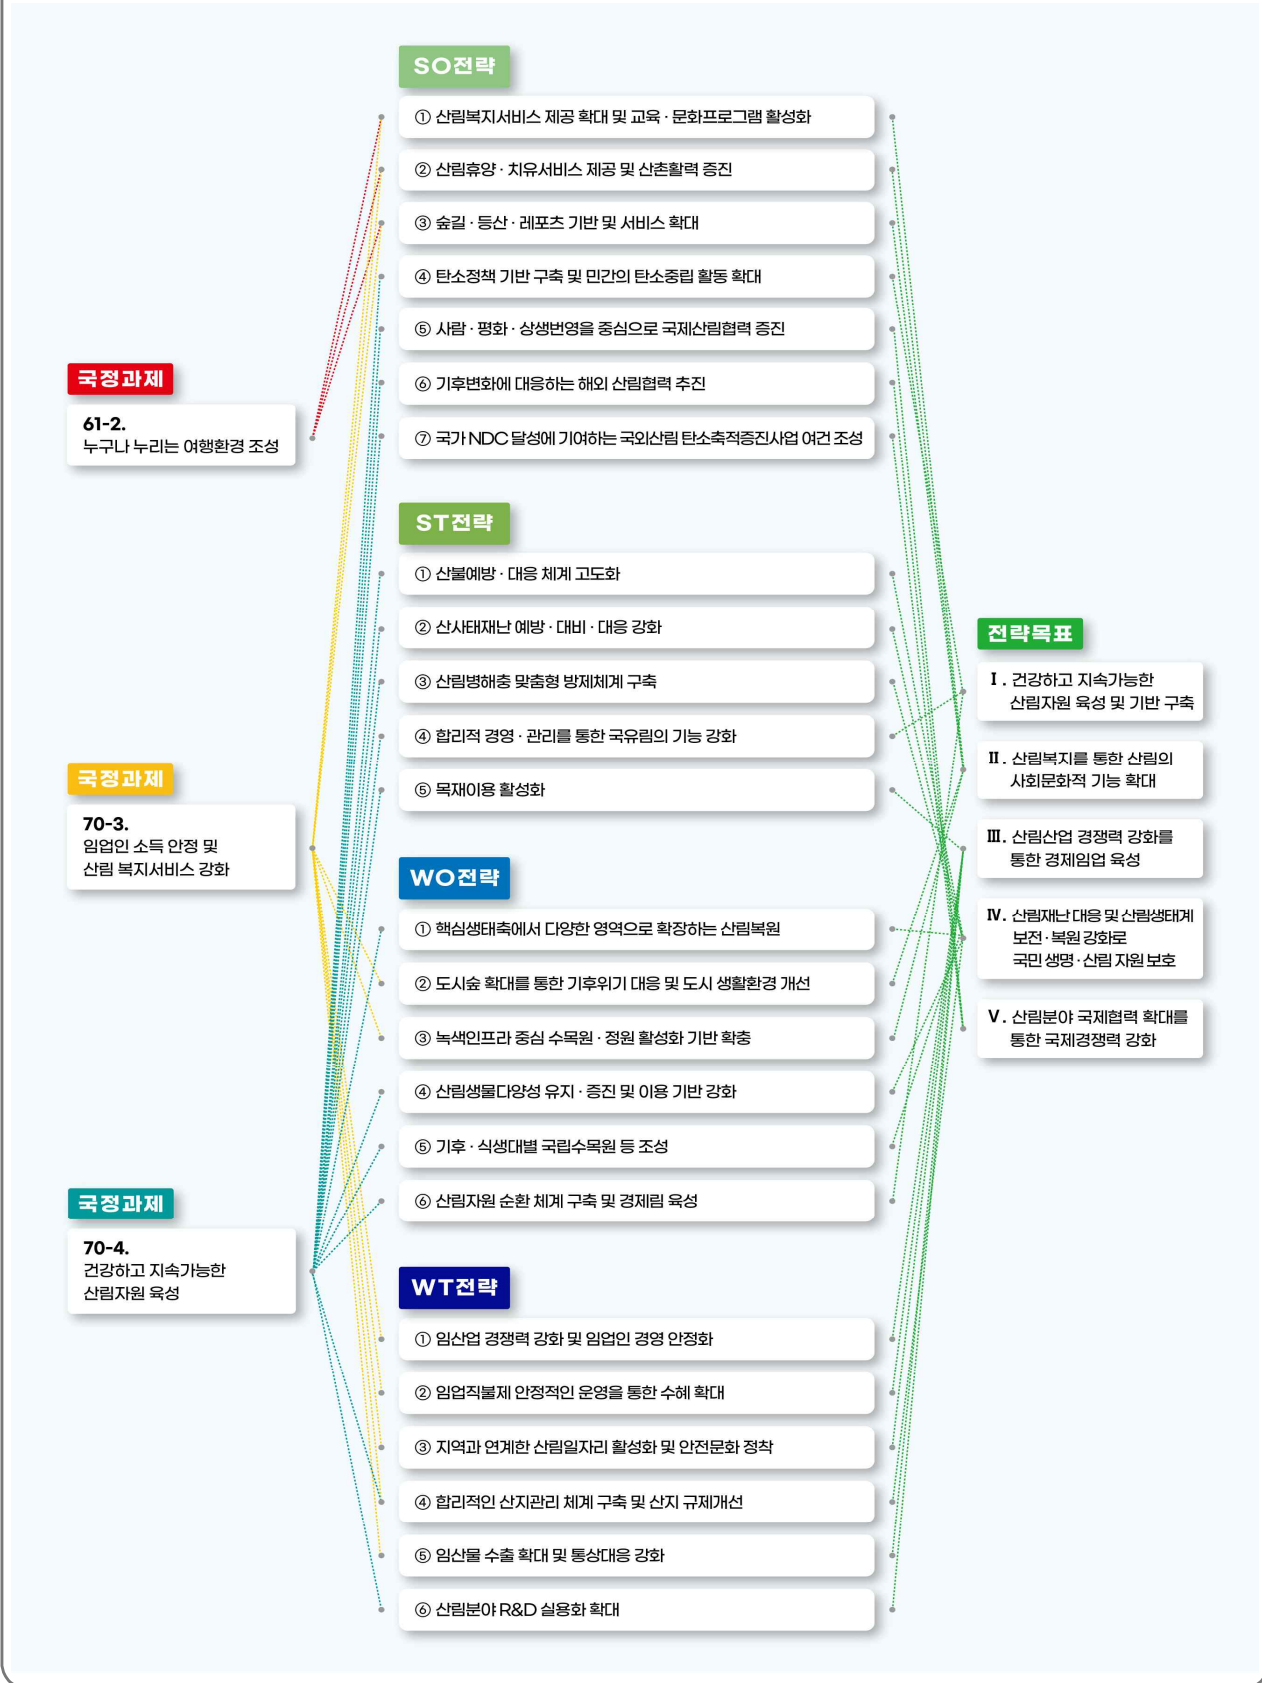 SO전략
① 산림복지서비스 제공 확대 및 교육 · 문화프로그램 활성화
② 산림휴양 · 치유서비스 제공 및 산촌활력 증진
③ 숲길 · 등산 · 레포츠 기반 및 서비스 확대
④ 탄소정책 기반 구축 및 민간의 탄소중립 활동 확대
⑤ 사람 · 평화 · 상생번영을 중심으로 국제산림협력 증진
⑥ 기후변화에 대응하는 해외 산림협력 추진
⑦ 국가 NDC 달성에 기여하는 국외산림 탄소축적증진사업 여건 조성
국정과제
61-2.
누구나 누리는 여행환경 조성
ST전략
① 산불예방 · 대응 체계 고도화
② 산사태재난 예방 · 대비 · 대응 강화
③ 산림병해충 맞춤형 방제체계 구축
④ 합리적 경영 · 관리를 통한 국유림의 기능 강화
⑤ 목재이용 활성화
국정과제
70-3.
임업인 소득 안정 및
산림 복지서비스 강화
WO전략
① 핵심생태축에서 다양한 영역으로 확장하는 산림복원
② 도시숲 확대를 통한 기후위기 대응 및 도시 생활환경 개선
③ 녹색인프라 중심 수목원 · 정원 활성화 기반 확충
④ 산림생물다양성 유지 · 증진 및 이용 기반 강화
⑤ 기후 · 식생대별 국립수목원 등 조성
⑥ 산림자원 순환 체계 구축 및 경제림 육성
국정과제
70-4.
건강하고 지속가능한
산림자원 육성
WT전략
① 임산업 경쟁력 강화 및 임업인 경영 안정화
② 임업직불제 안정적인 운영을 통한 수혜 확대
③ 지역과 연계한 산림일자리 활성화 및 안전문화 정착
④ 합리적인 산지관리 체계 구축 및 산지 규제개선
⑤ 임산물 수출 확대 및 통상대응 강화
⑥ 산림분야 R&D 실용화 확대
전략목표
Ⅰ. 건강하고 지속가능한
산림자원 육성 및 기반 구축
Ⅱ. 산림복지를 통한 산림의
사회문화적 기능 확대
Ⅲ. 산림산업 경쟁력 강화를
통한 경제임업 육성
Ⅳ. 산림재난 대응 및 산림생태계
보전 · 복원 강화로
국민 생명 · 산림 자원 보호
Ⅴ. 산림분야 국제협력 확대를
통한 국제경쟁력 강화